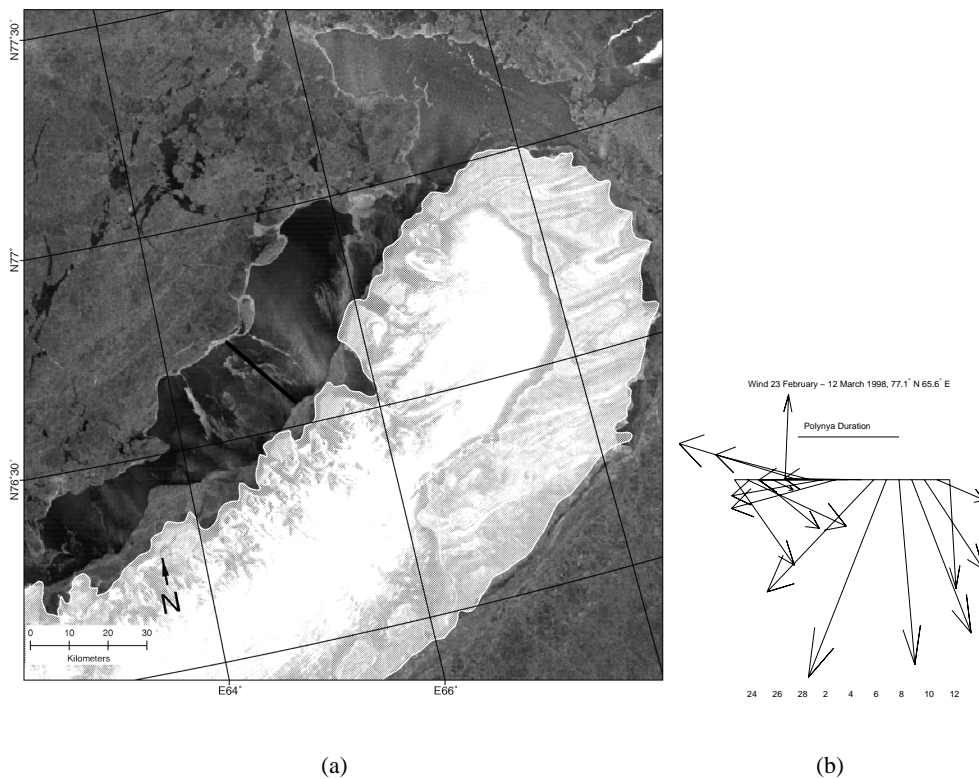 N77°30'
N77°
N76°30'
N
0 10 20 30
Kilometers
E64°
E66°
Wind 23 February – 12 March 1998, 77.1° N 65.6° E
Polynya Duration
24 26 28 2 4 6 8 10 12
(a)
(b)